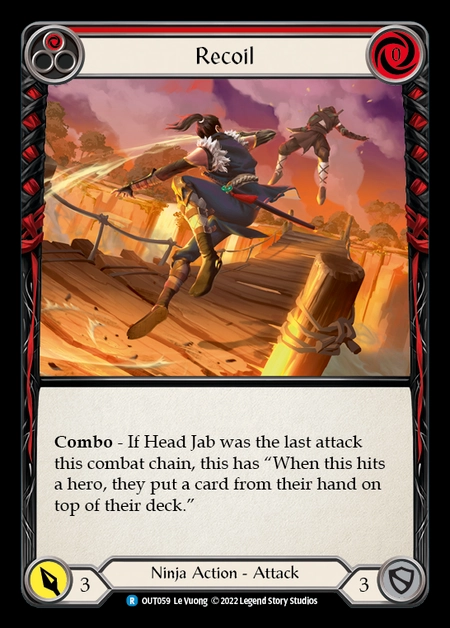 Recoil
0
Combo - If Head Jab was the last attack
this combat chain, this has “When this hits
a hero, they put a card from their hand on
top of their deck.”
3
Ninja Action - Attack
3
R OUT059 Le Vuong © 2022 Legend Story Studios